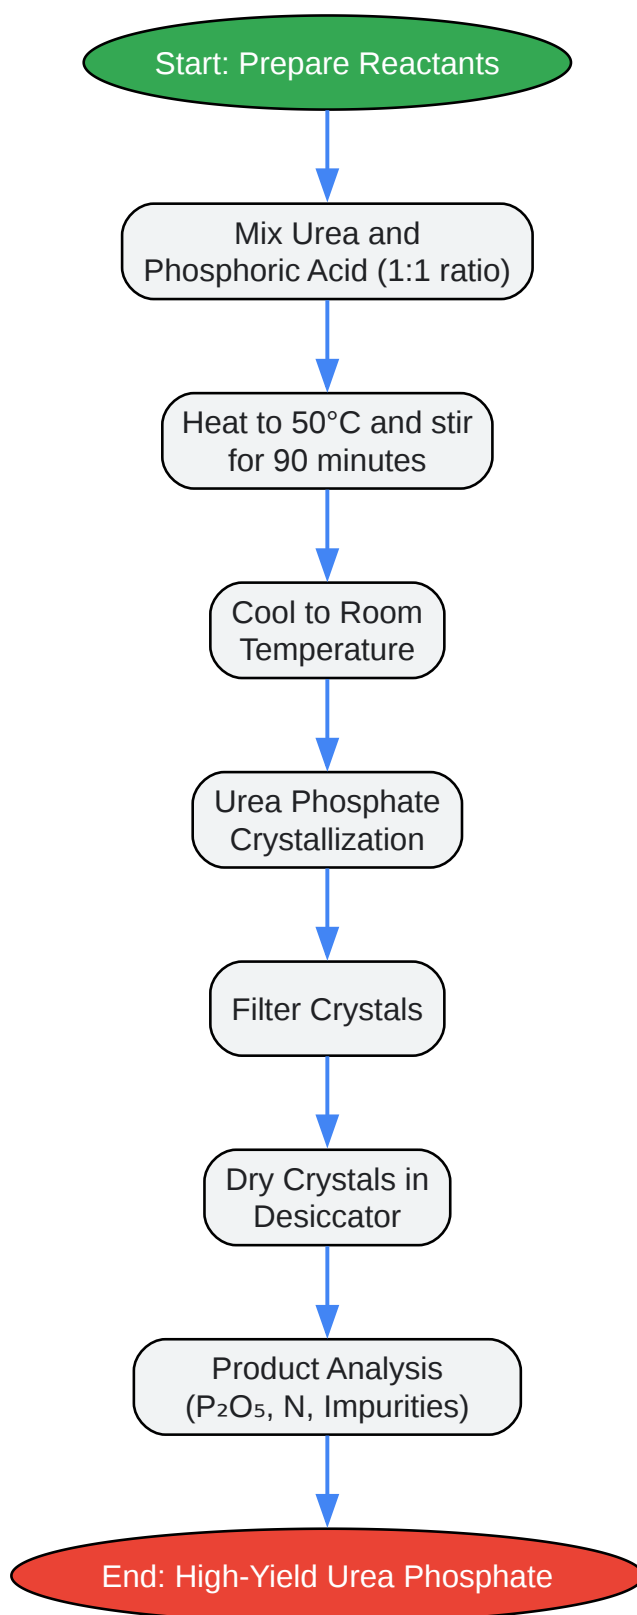 Start: Prepare Reactants
Mix Urea and
Phosphoric Acid (1:1 ratio)
Heat to 50°C and stir
for 90 minutes
Cool to Room
Temperature
Urea Phosphate
Crystallization
Filter Crystals
Dry Crystals in
Desiccator
Product Analysis
(P₂O₅, N, Impurities)
End: High-Yield Urea Phosphate